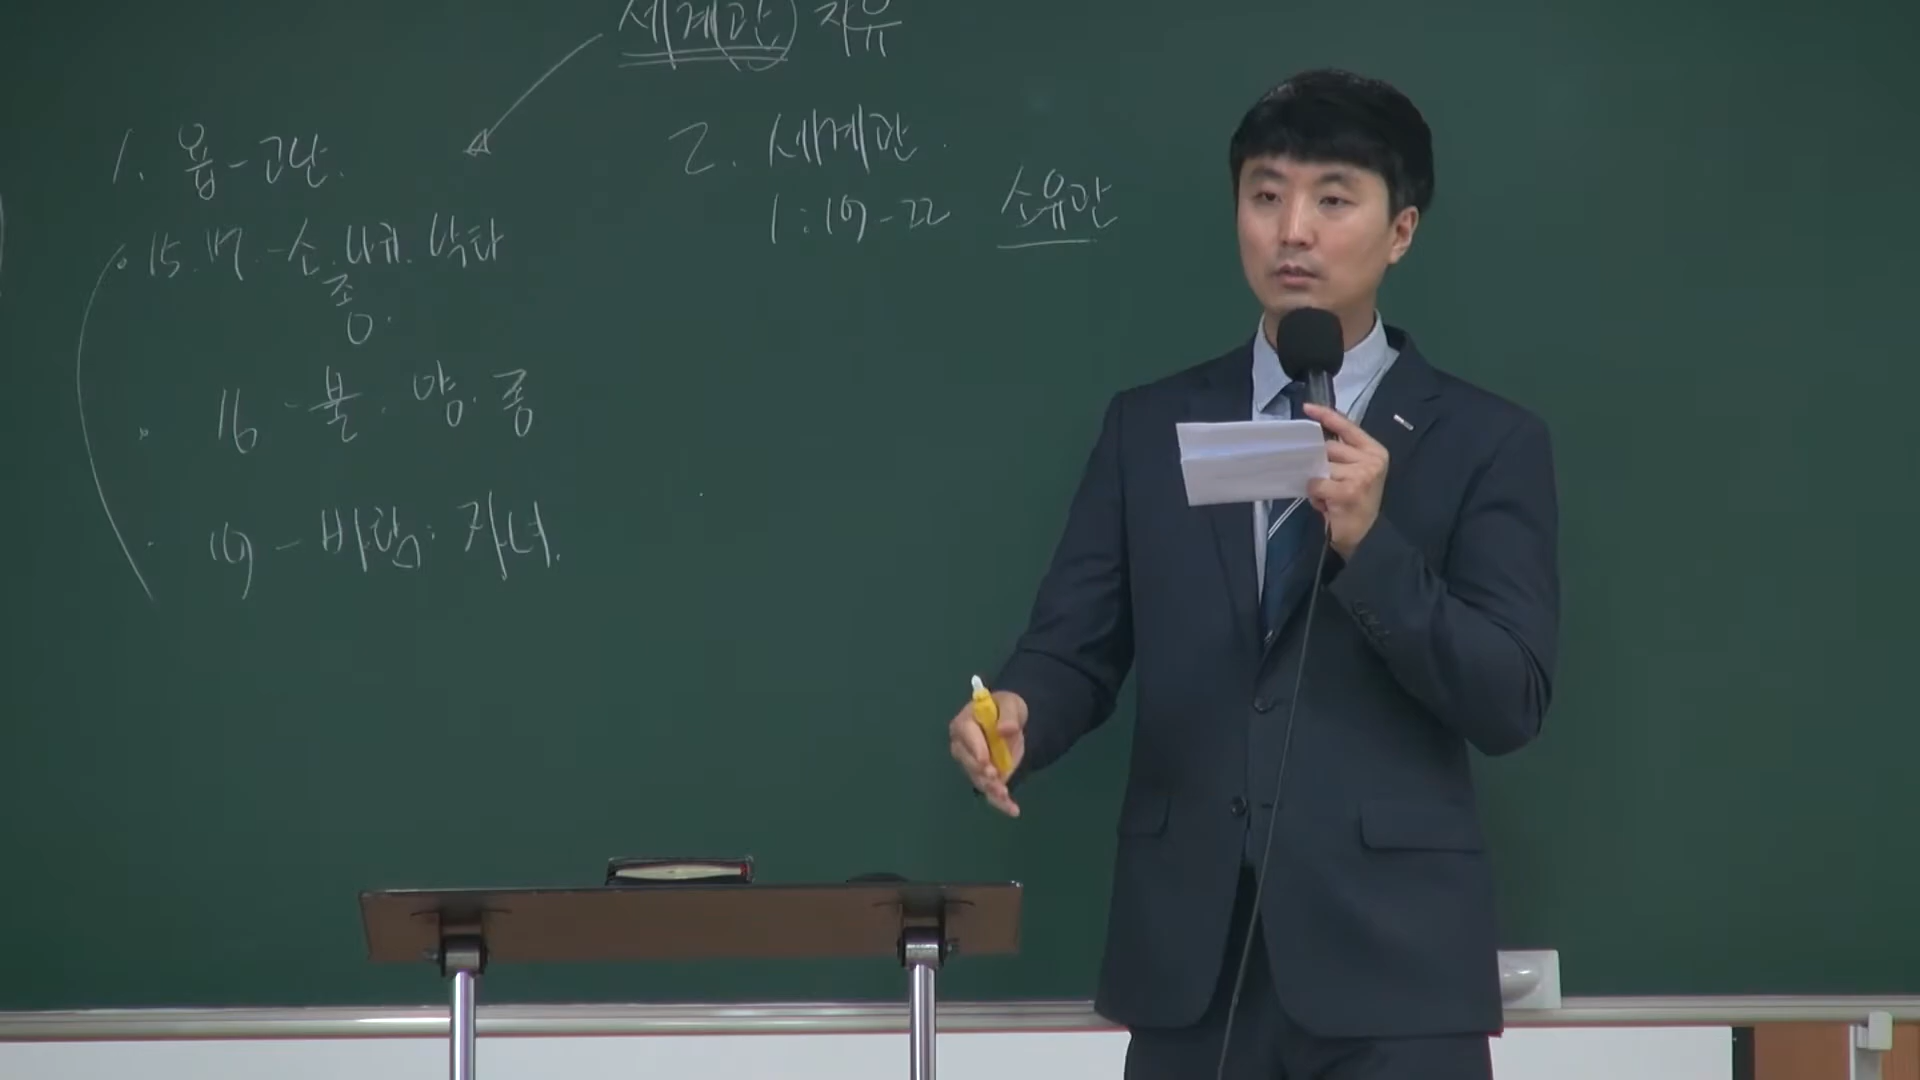 세계관) 자유
1. 욥-고난.
15. 17. -소. 나귀. 낙타
종.
16 -불. 양. 종
19 - 바람: 자녀.
2. 세계관.
1:19-22 소유관